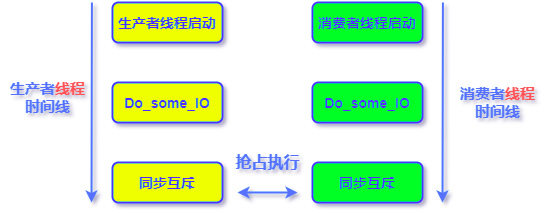 生产者线程启动
消费者线程启动
生产者线程
时间线
Do_some_IO
Do_some_IO
消费者线程
时间线
抢占执行
同步互斥
同步互斥